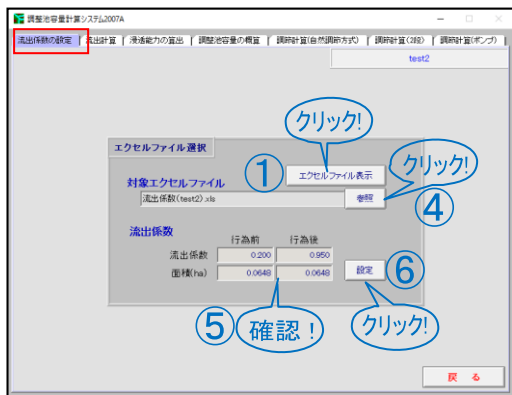 調整池容量計算システム2007A
流出係数の設定 流出計算 浸透能力の算出 調整池容量の概算 調節計算(自然調節方式) 調節計算(2段) 調節計算(ポンプ)
test2
クリック!
エクセルファイル選択
① エクセルファイル表示
クリック!
対象エクセルファイル
流出係数(test2).xls 参照
④
流出係数
行為前 行為後
流出係数 0.200 0.950
面積(ha) 0.0648 0.0648 設定 ⑥
⑤ 確認！ クリック!
戻 る